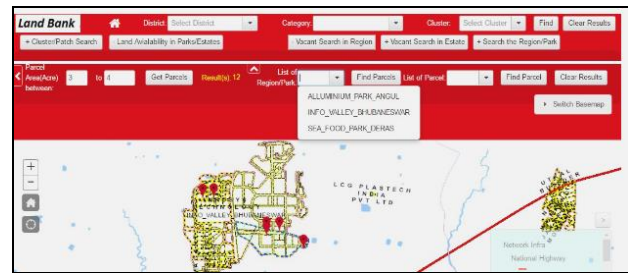 Land Bank District: Select District Category: Cluster: Select Cluster Find Clear Results
+ Cluster/Patch Search Land Avialability in Parks/Estates - Vacant Search in Region + Vacant Search in Estate + Search the Region/Park
Parcel
Area(Acre) 3 to 4 Get Parcels Result(s): 12 List of
between: Region/Park: Find Parcels List of Parcel: Find Parcel Clear Results
ALLUMINIUM_PARK_ANGUL
Switch Basemap
INFO_VALLEY_BHUBANESWAR
SEA_FOOD_PARK_DERAS
LCG PLASTECH
INDIA
PVT LTD
TECHNOLOGY
INFO_VALLEY_BHUBANESWAR
Network Infra
National Highway